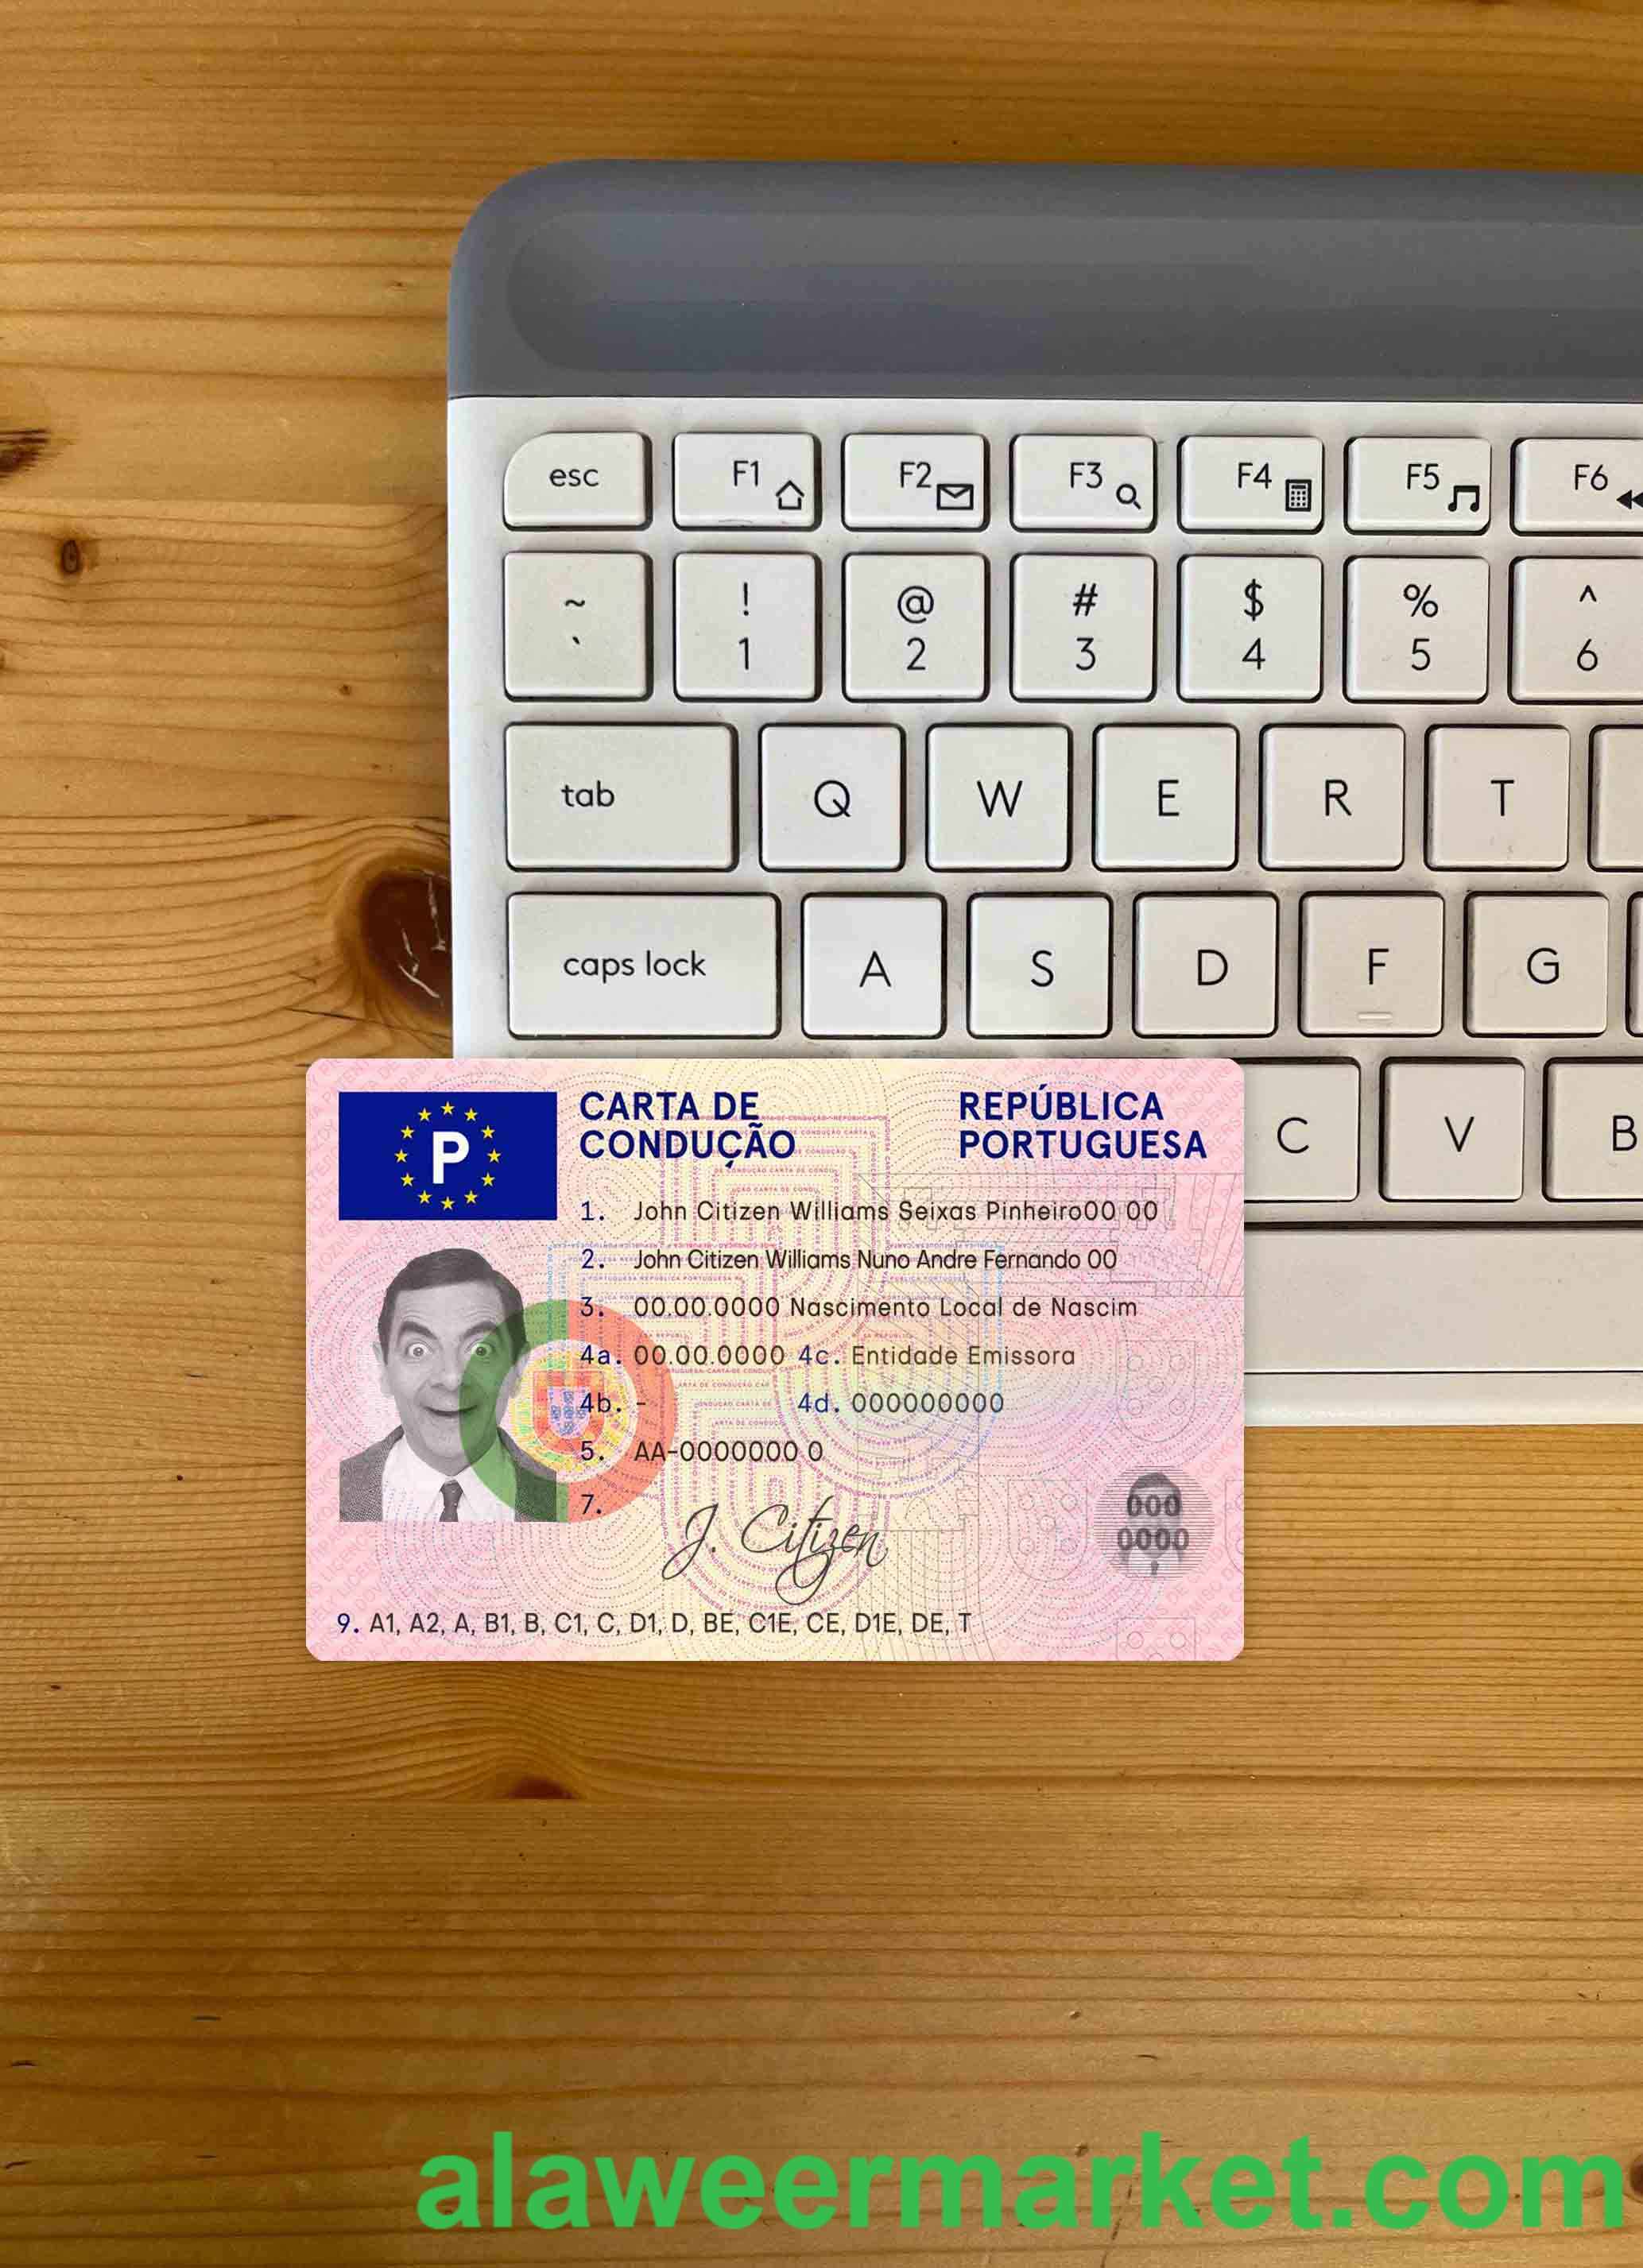 esc F1 F2 F3 F4 F5 F6
~ ! @ # $ % ^
` 1 2 3 4 5 6
tab Q W E R T
caps lock A S D F G
C V B
P
CARTA DE CONDUÇÃO
REPÚBLICA PORTUGUESA
1. John Citizen Williams Seixas Pinheiro00 00
2. John Citizen Williams Nuno Andre Fernando 00
3. 00.00.0000 Nascimento Local de Nascim
4a. 00.00.0000 4c. Entidade Emissora
4b. - 4d. 000000000
5. AA-0000000 0
7. J. Citizen
000
0000
9. A1, A2, A, B1, B, C1, C, D1, D, BE, C1E, CE, D1E, DE, T
alaweermarket.com